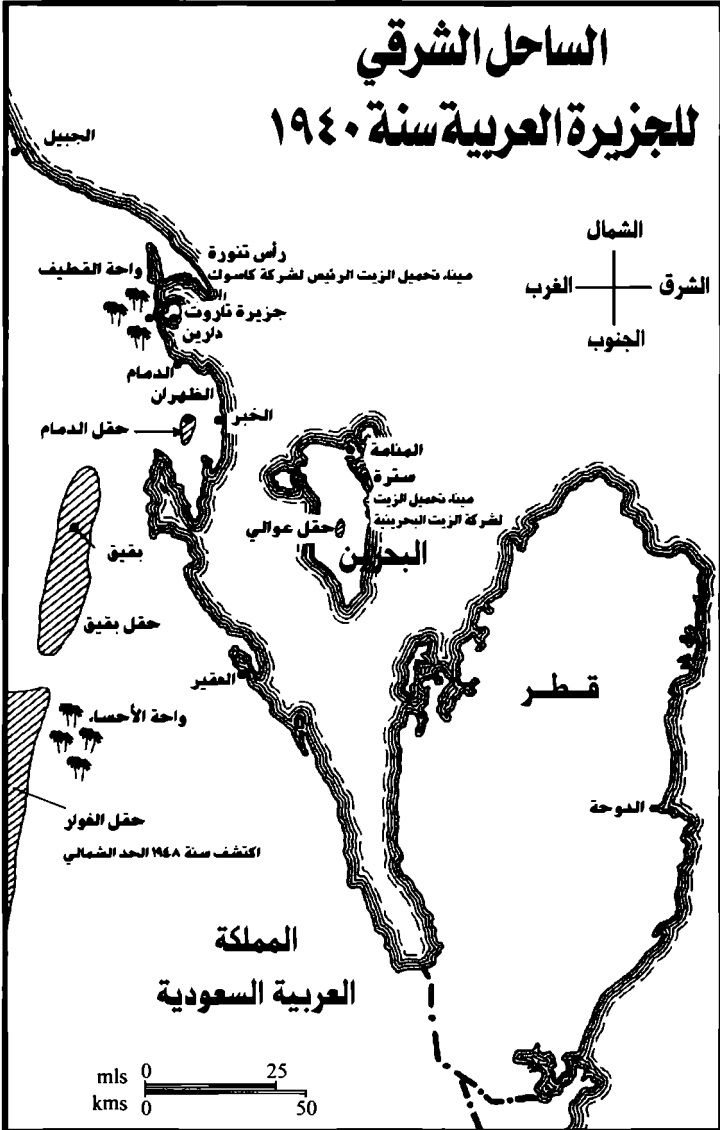 الساحل الشرقي
للجزيرة العربية سنة ١٩٤٠
الجبيل
الشمال
الغرب
الشرق
الجنوب
رأس تنورة
ميناء تحميل الزيت الرئيس لشركة كاسوك
واحة القطيف
جزيرة تاروت
دارين
الدمام
الظهران
الخبر
حقل الدمام
المنامة
سترة
ميناء تحميل الزيت
لشركة الزيت البحرينية
حقل عوالي
البحرين
بقيق
حقل بقيق
العقير
قطر
واحة الأحساء
الدوحة
حقل الغوار
اكتشف سنة ١٩٤٨ الحد الشمالي
المملكة
العربية السعودية
mls 0 25
kms 0 50